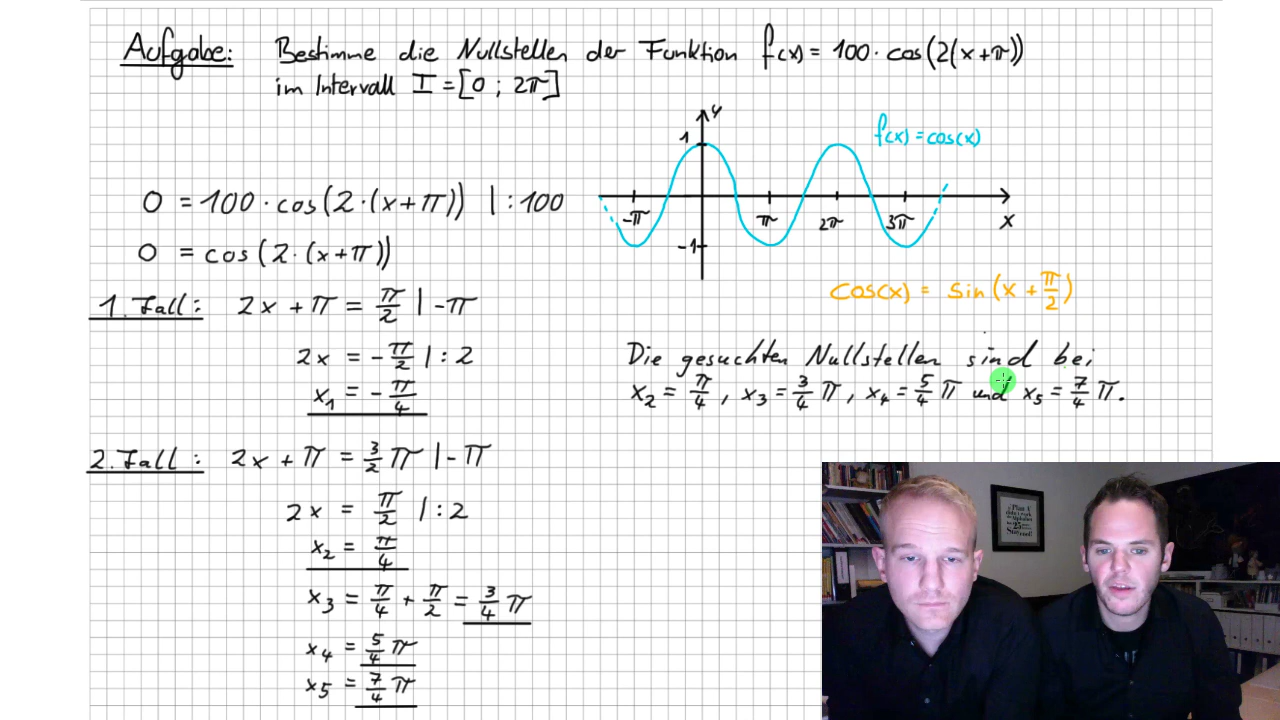 Aufgabe: Bestimme die Nullstellen der Funktion f(x) = 100 · cos(2(x+π))
im Intervall I = [0 ; 2π]
y
1
f(x) = cos(x)
0 = 100 · cos(2 · (x+π)) | : 100
-π π 2π 3π x
-1
0 = cos(2 · (x+π))
cos(x) = sin(x + π/2)
1. Fall: 2x + π = π/2 | -π
2x = - π/2 | : 2
x₁ = - π/4
Die gesuchten Nullstellen sind bei
x₂ = π/4 , x₃ = 3/4 π , x₄ = 5/4 π und x₅ = 7/4 π.
2. Fall: 2x + π = 3/2 π | - π
2x = π/2 | : 2
x₂ = π/4
x₃ = π/4 + π/2 = 3/4 π
x₄ = 5/4 π
x₅ = 7/4 π